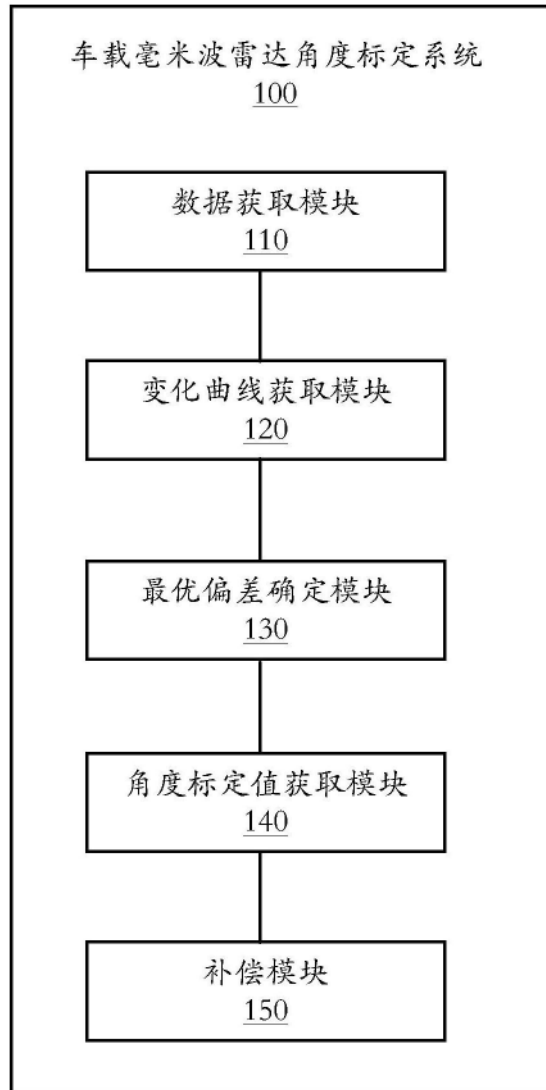 车载毫米波雷达角度标定系统
100
数据获取模块
110
变化曲线获取模块
120
最优偏差确定模块
130
角度标定值获取模块
140
补偿模块
150